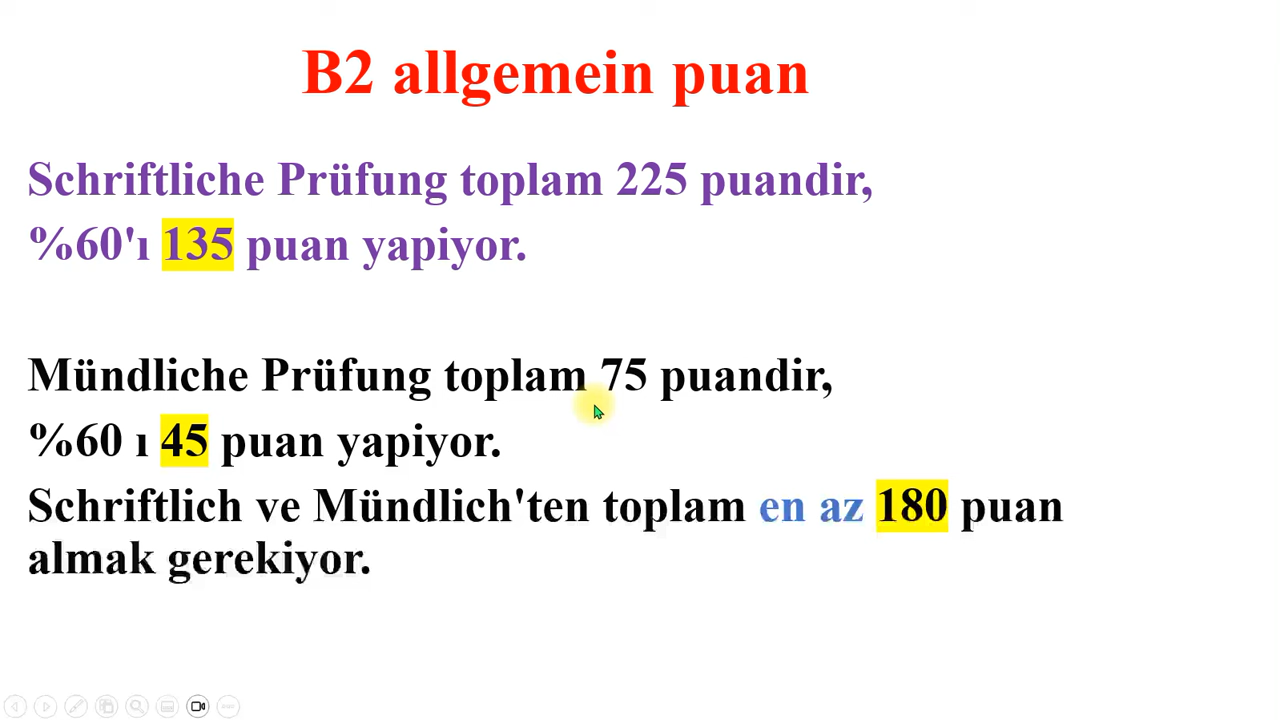 B2 allgemein puan
Schriftliche Prüfung toplam 225 puandir,
%60'ı 135 puan yapiyor.
Mündliche Prüfung toplam 75 puandir,
%60 ı 45 puan yapiyor.
Schriftlich ve Mündlich'ten toplam en az 180 puan
almak gerekiyor.